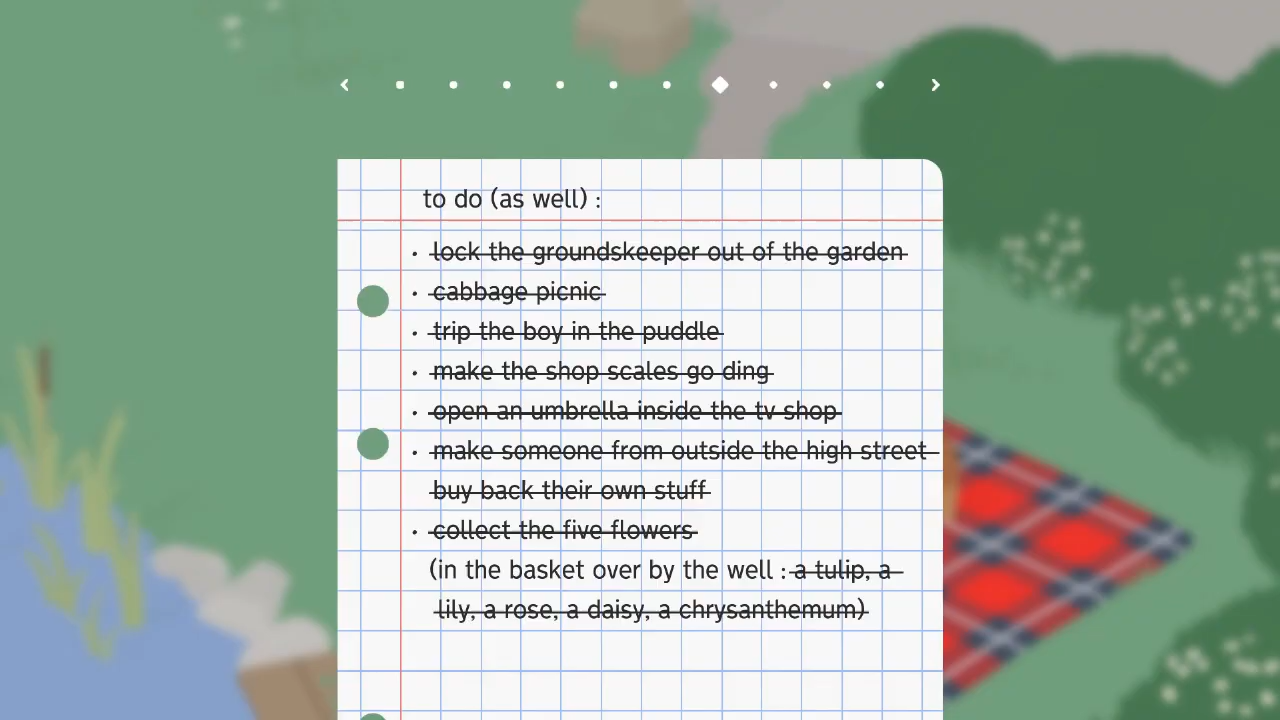 to do (as well) :
• lock the groundskeeper out of the garden
• cabbage picnic
• trip the boy in the puddle
• make the shop scales go ding
• open an umbrella inside the tv shop
• make someone from outside the high street
buy back their own stuff
• collect the five flowers
(in the basket over by the well : a tulip, a
lily, a rose, a daisy, a chrysanthemum)